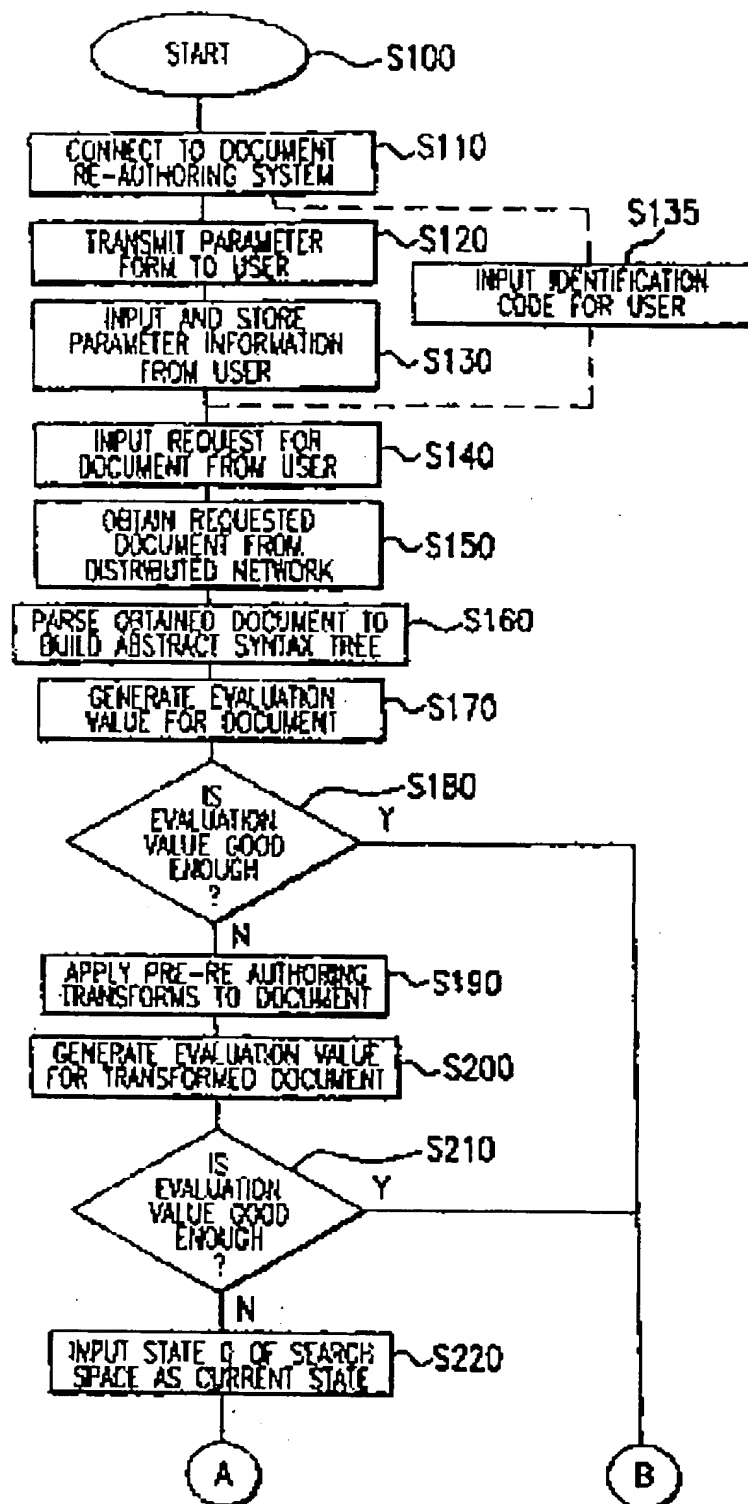 START
S100
CONNECT TO DOCUMENT
RE-AUTHORING SYSTEM
S110
TRANSMIT PARAMETER
FORM TO USER
S120
S135
INPUT IDENTIFICATION
CODE FOR USER
INPUT AND STORE
PARAMETER INFORMATION
FROM USER
S130
INPUT REQUEST FOR
DOCUMENT FROM USER
S140
OBTAIN REQUESTED
DOCUMENT FROM
DISTRIBUTED NETWORK
S150
PARSE OBTAINED DOCUMENT TO
BUILD ABSTRACT SYNTAX TREE
S160
GENERATE EVALUATION
VALUE FOR DOCUMENT
S170
IS
EVALUATION
VALUE GOOD
ENOUGH
?
S180
Y
N
APPLY PRE-RE AUTHORING
TRANSFORMS TO DOCUMENT
S190
GENERATE EVALUATION VALUE
FOR TRANSFORMED DOCUMENT
S200
IS
EVALUATION
VALUE GOOD
ENOUGH
?
S210
Y
N
INPUT STATE 0 OF SEARCH
SPACE AS CURRENT STATE
S220
A
B